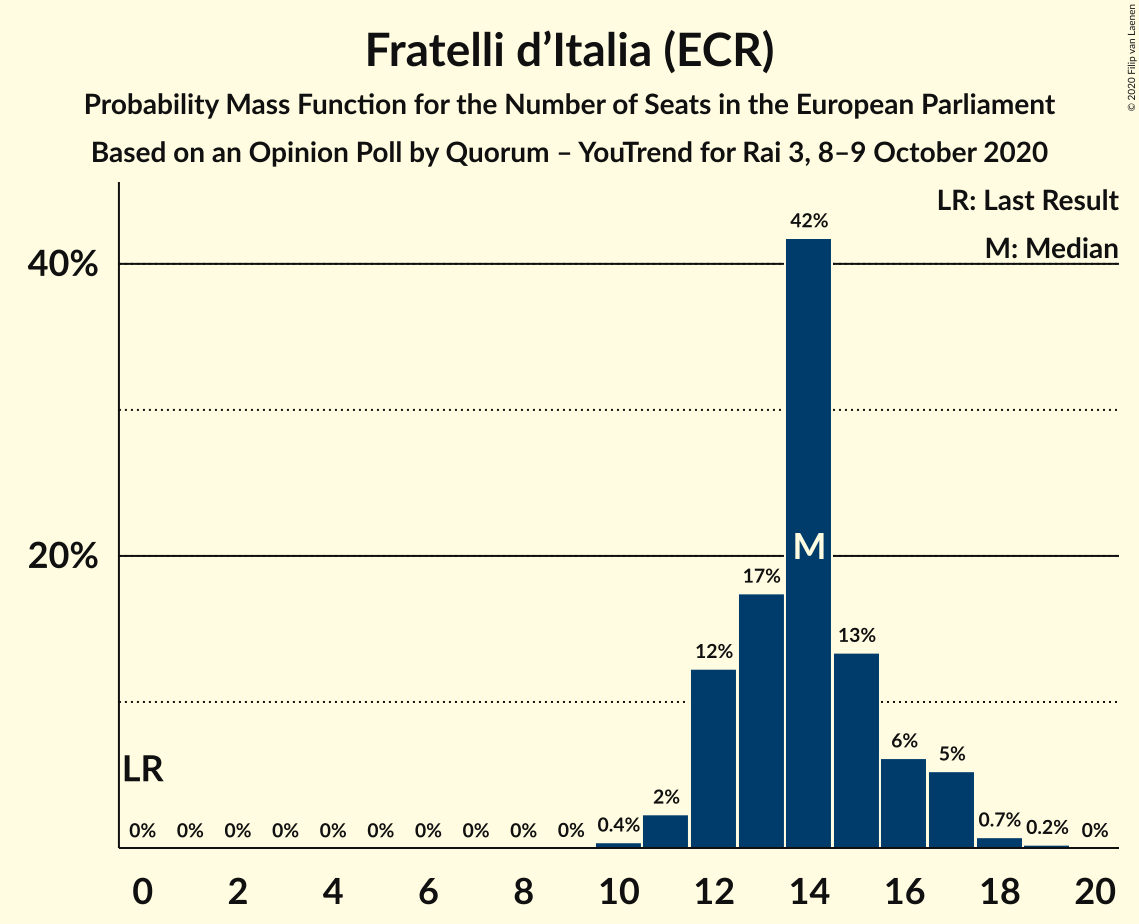 Fratelli d’Italia (ECR)
Probability Mass Function for the Number of Seats in the European Parliament
Based on an Opinion Poll by Quorum – YouTrend for Rai 3, 8–9 October 2020
© 2020 Filip van Laenen
LR: Last Result
M: Median
40%
20%
42%
M
17%
13%
12%
6%
5%
LR
2%
0% 0% 0% 0% 0% 0% 0% 0% 0% 0% 0.4% 0.7% 0.2% 0%
0 2 4 6 8 10 12 14 16 18 20